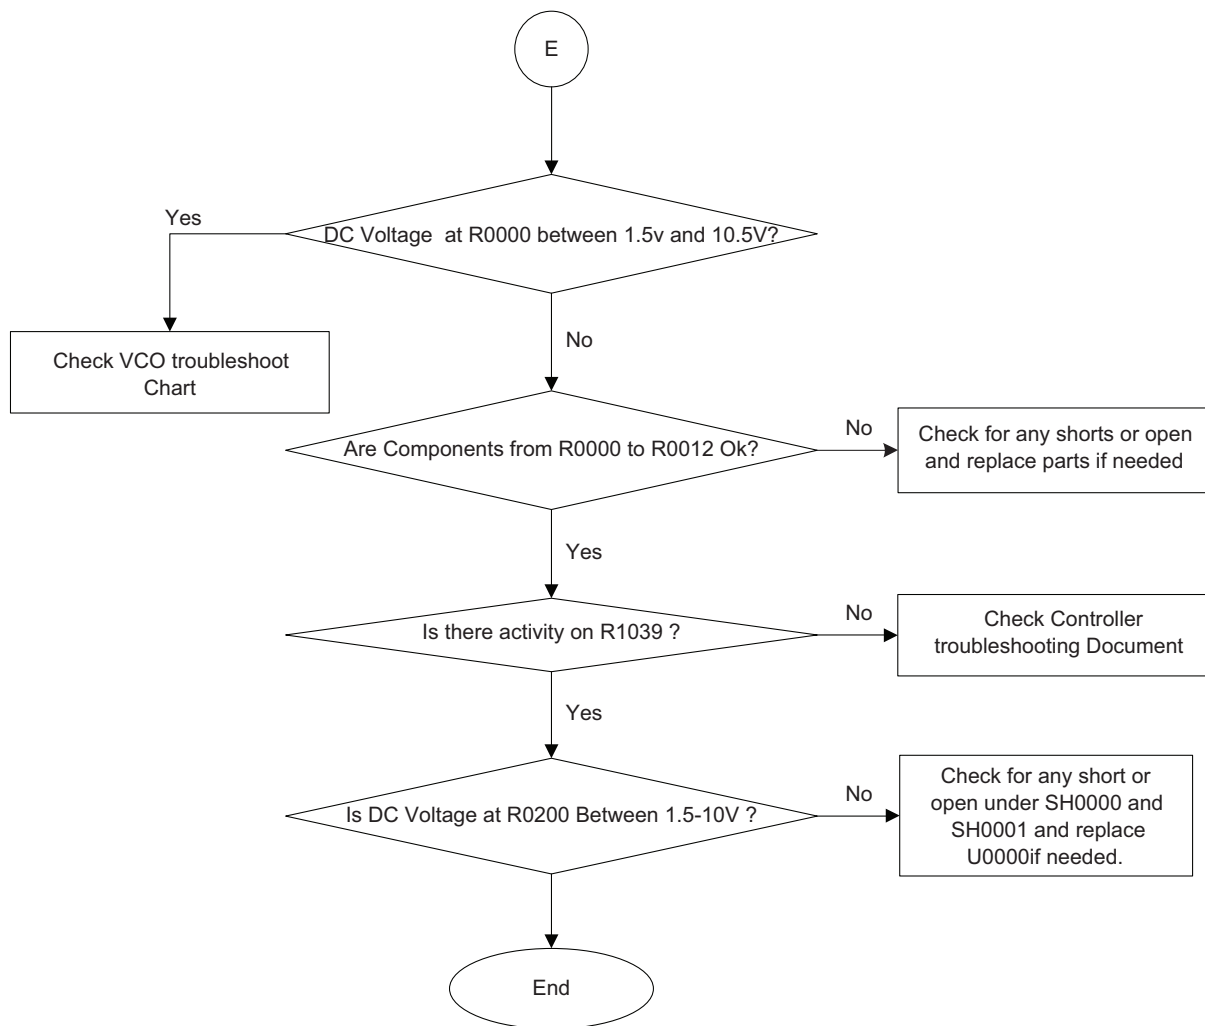 E
DC Voltage  at R0000 between 1.5v and 10.5V?
Yes
Check VCO troubleshoot
Chart
No
Are Components from R0000 to R0012 Ok?
No
Check for any shorts or open
and replace parts if needed
Yes
Is there activity on R1039 ?
No
Check Controller
troubleshooting Document
Yes
Is DC Voltage at R0200 Between 1.5-10V ?
No
Check for any short or
open under SH0000 and
SH0001 and replace
U0000if needed.
End